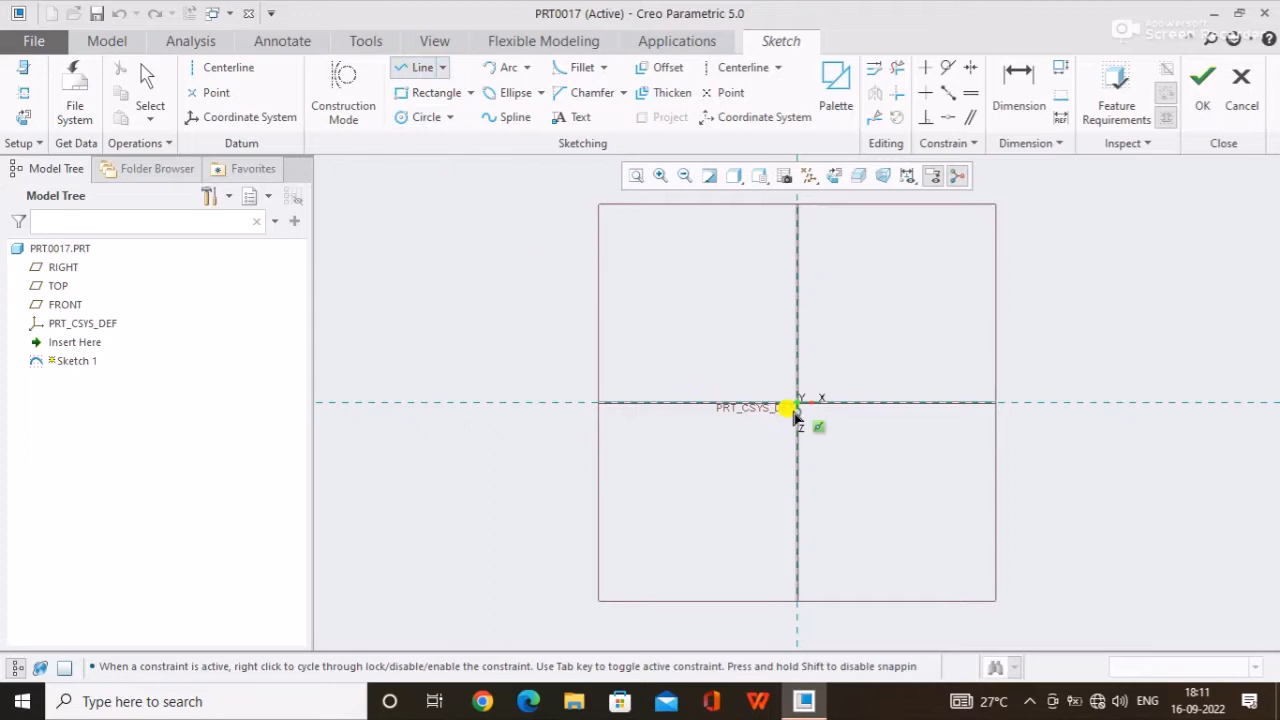 PRT0017 (Active) - Creo Parametric 5.0
File Model Analysis Annotate Tools View Flexible Modeling Applications Sketch
Screen Recorder
File System
Select
Centerline
Point
Coordinate System
Construction Mode
Line Arc Fillet Offset Centerline
Rectangle Ellipse Chamfer Thicken Point
Circle Spline Text Project Coordinate System
Palette
Dimension
REF
Feature Requirements
OK Cancel
Setup Get Data Operations Datum Sketching Editing Constrain Dimension Inspect Close
Model Tree Folder Browser Favorites
Model Tree
PRT0017.PRT
RIGHT
TOP
FRONT
PRT_CSYS_DEF
Insert Here
Sketch 1
Y X
PRT_CSYS_D
Z
When a constraint is active, right click to cycle through lock/disable/enable the constraint. Use Tab key to toggle active constraint. Press and hold Shift to disable snappin
Type here to search
27°C ENG 18:11
16-09-2022